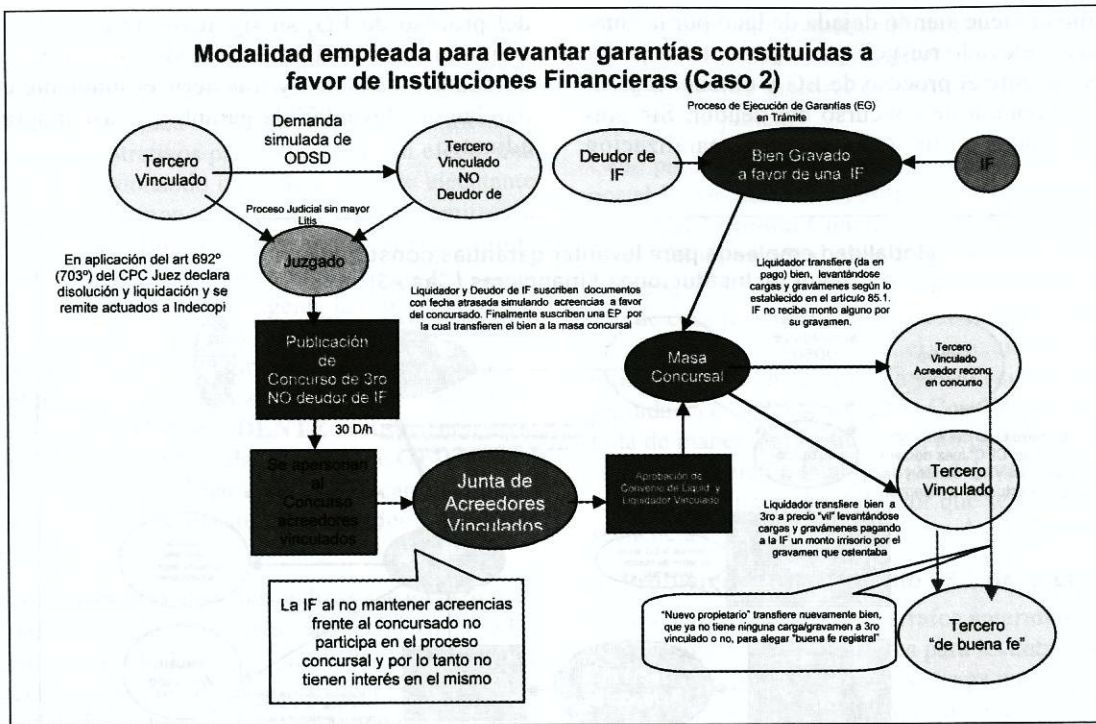 Modalidad empleada para levantar garantías constituidas a
favor de Instituciones Financieras (Caso 2)
Proceso de Ejecución de Garantías (EG)
en Trámite
Tercero
Vinculado
Demanda
simulada de
ODSD
Tercero
Vinculado
NO
Deudor de
Deudor de
IF
Bien Gravado
a favor de una IF
IF
Proceso Judicial sin mayor
Litis
Juzgado
En aplicación del art 692º
(703º) del CPC Juez declara
disolución y liquidación y se
remite actuados a Indecopi
Liquidador y Deudor de IF suscriben documentos
con fecha atrasada simulando acreencias a favor
del concursado. Finalmente suscriben una EP por
la cual transfieren el bien a la masa concursal
Liquidador transfiere (da en
pago) bien, levantándose
cargas y gravámenes según lo
establecido en el artículo 85.1.
IF no recibe monto alguno por
su gravamen.
Publicación
de
Concurso de 3ro
NO deudor de IF
30 D/h
Masa
Concursal
Tercero
Vinculado
Acreedor recono
en concurso
Se apersonan
al
Concurso
acreedores
vinculados
Junta de
Acreedores
Vinculados
Aprobación de
Convenio de Liquid. y
Liquidador Vinculado
Tercero
Vinculado
Liquidador transfiere bien a
3ro a precio "vil" levantándose
cargas y gravámenes pagando
a la IF un monto irrisorio por el
gravamen que ostentaba
La IF al no mantener acreencias
frente al concursado no
participa en el proceso
concursal y por lo tanto no
tienen interés en el mismo
"Nuevo propietario" transfiere nuevamente bien,
que ya no tiene ninguna carga/gravamen a 3ro
vinculado o no, para alegar "buena fe registral"
Tercero
"de buena fe"